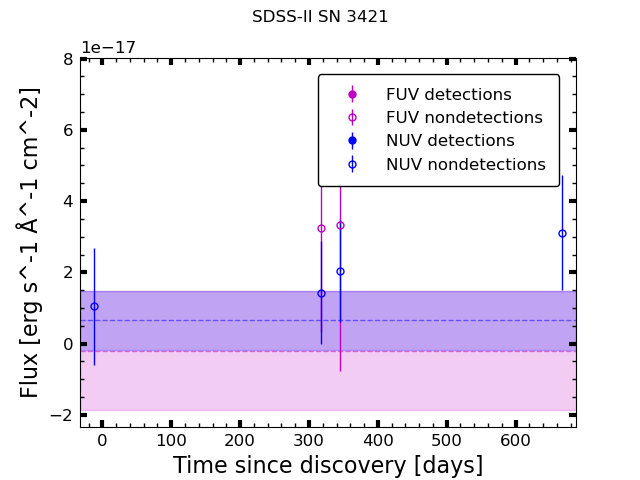 SDSS-II SN 3421
1e−17
8
6
4
2
0
−2
Flux [erg s^-1 Å^-1 cm^-2]
FUV detections
FUV nondetections
NUV detections
NUV nondetections
0 100 200 300 400 500 600
Time since discovery [days]